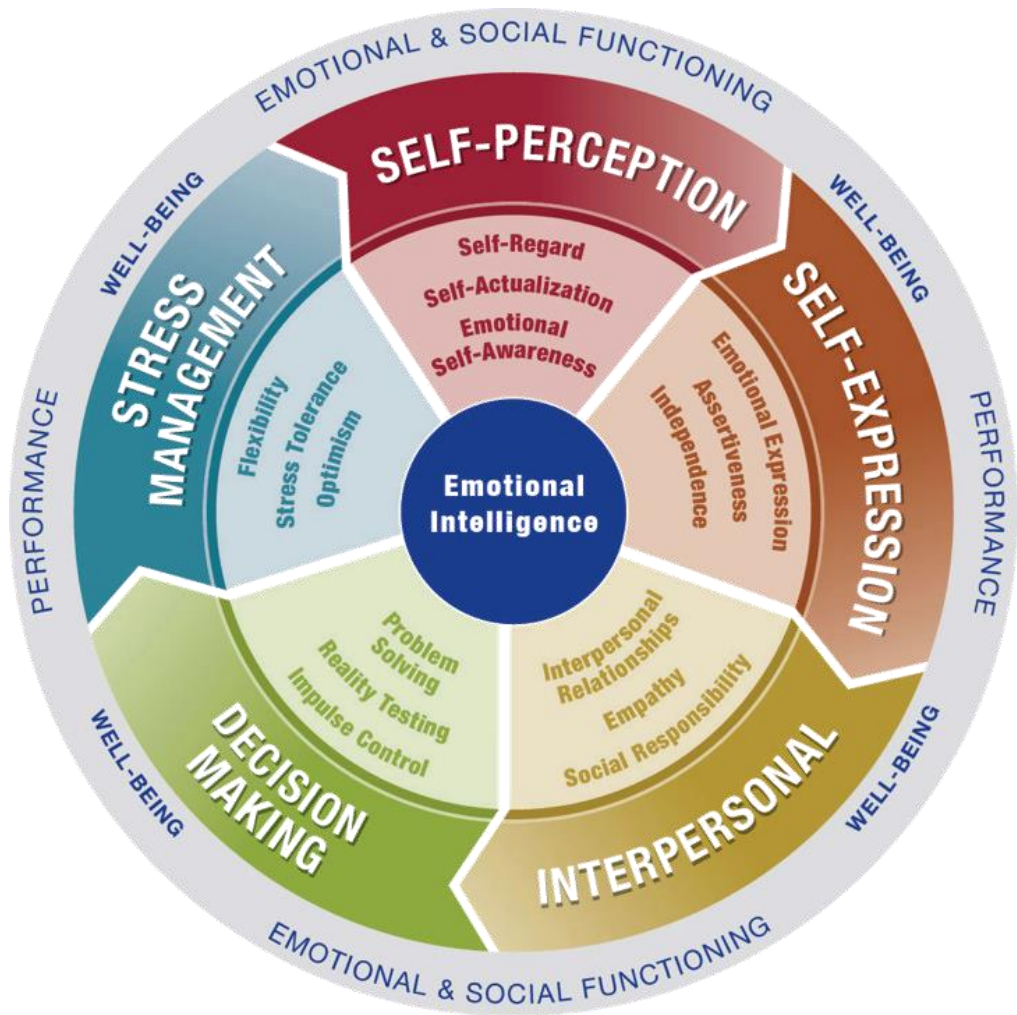 EMOTIONAL & SOCIAL FUNCTIONING
WELL-BEING
WELL-BEING
PERFORMANCE
PERFORMANCE
WELL-BEING
WELL-BEING
EMOTIONAL & SOCIAL FUNCTIONING
SELF-PERCEPTION
Self-Regard
Self-Actualization
Emotional
Self-Awareness
SELF-EXPRESSION
Emotional Expression
Assertiveness
Independence
INTERPERSONAL
Interpersonal
Relationships
Empathy
Social Responsibility
DECISION
MAKING
Problem
Solving
Reality Testing
Impulse Control
STRESS
MANAGEMENT
Flexibility
Stress Tolerance
Optimism
Emotional
Intelligence